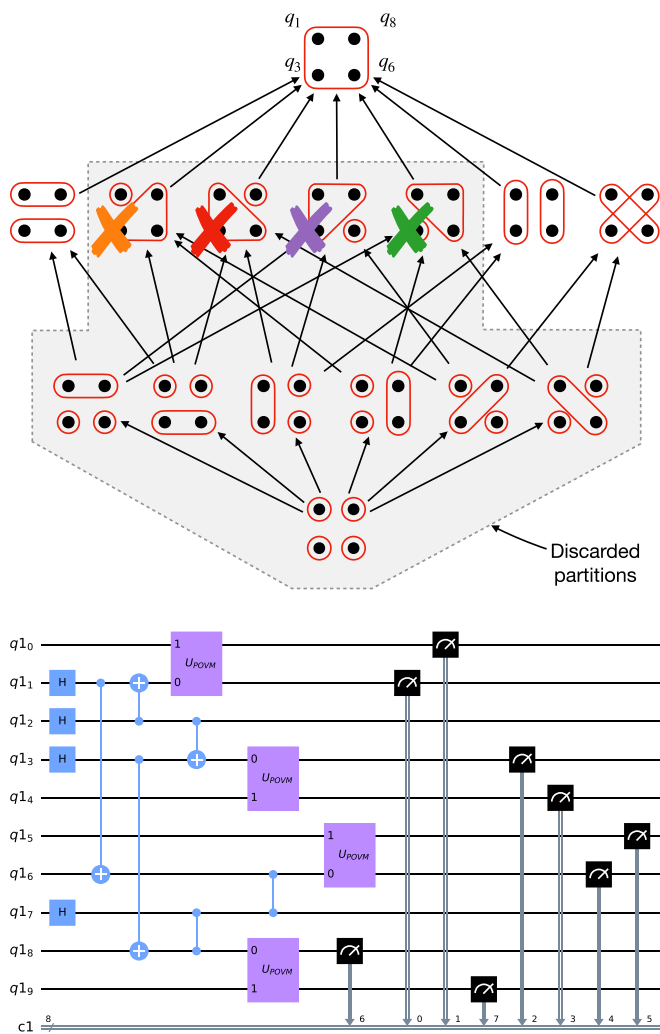 q1 q8
q3 q6
Discarded
partitions
q1_0 1
U_POVM
q1_1 H 0
q1_2 H
q1_3 H 0
U_POVM
q1_4 1
q1_5 1
U_POVM
q1_6 0
q1_7 H
q1_8 0
U_POVM
q1_9 1
c1 8 6 0 1 7 2 3 4 5